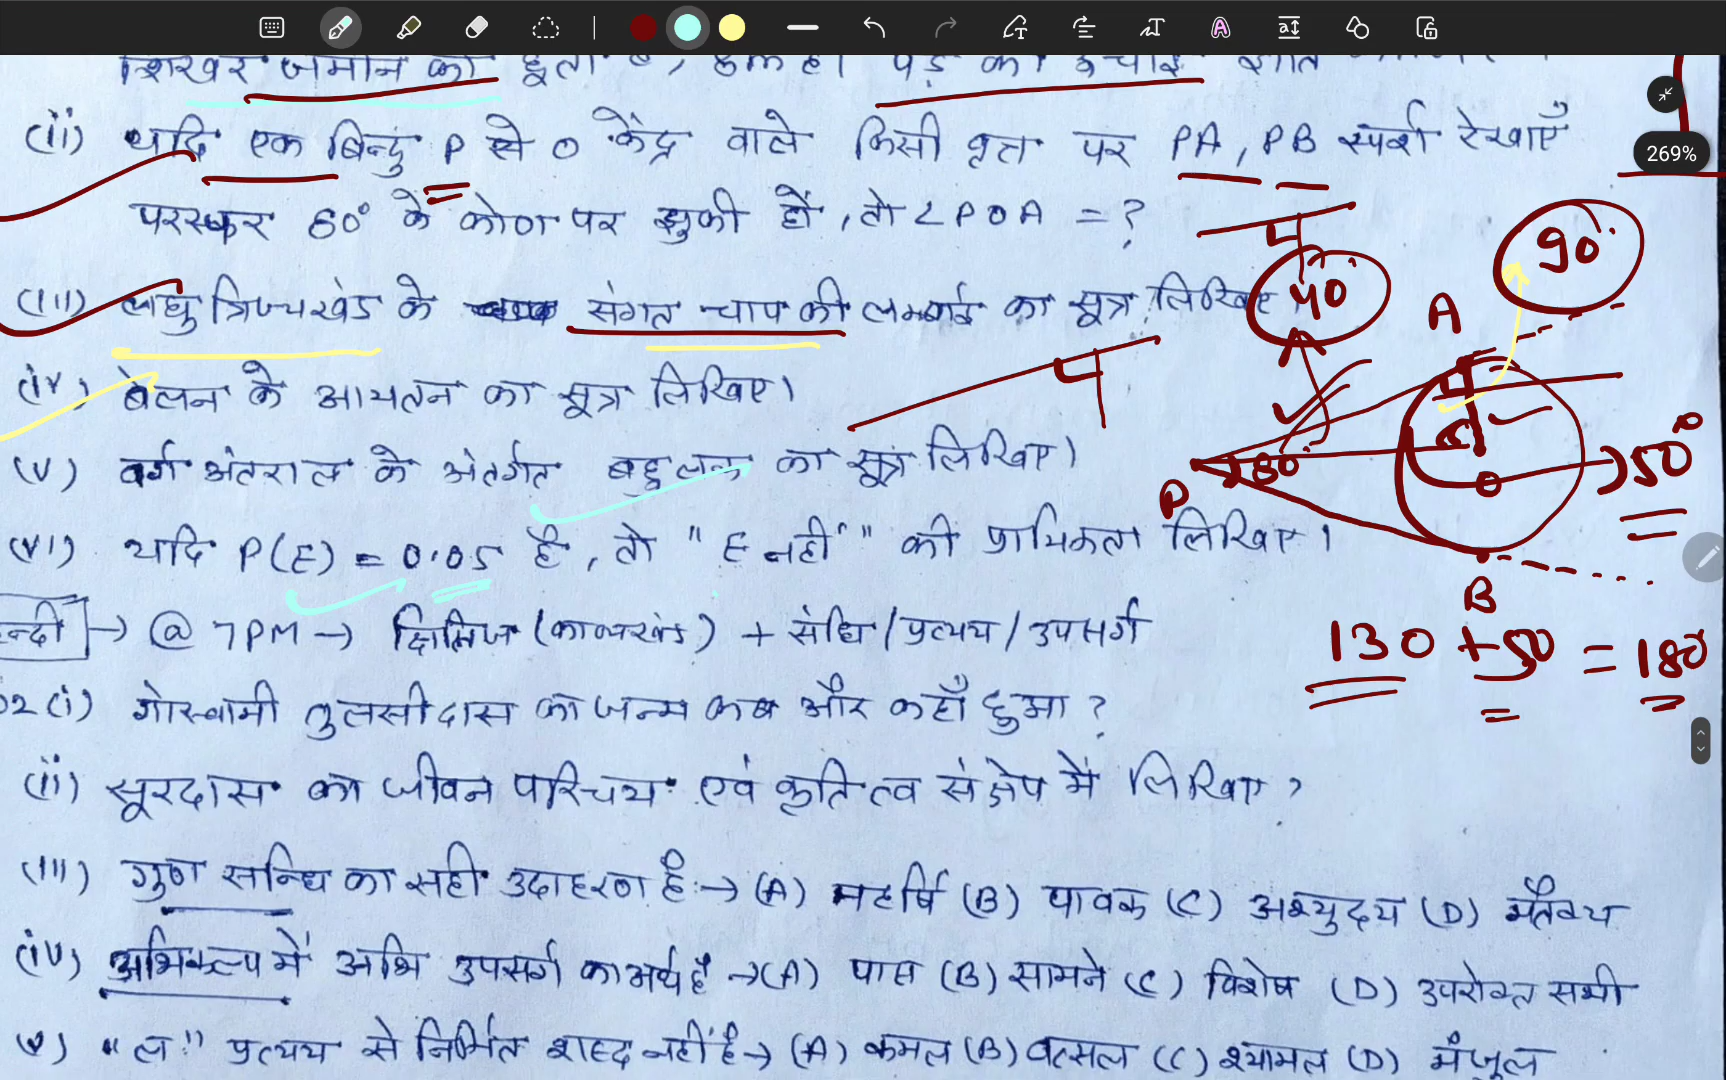 शिखर जमीन को छूता है,
(ii) यदि एक बिन्दु P से O केंद्र वाले किसी वृत्त पर PA, PB स्पर्श रेखाएँ
परस्पर 80° के कोण पर झुकी हों, तो ∠POA = ?
(iii) लघु त्रिज्यखंड के संगत चाप की लम्बाई का सूत्र लिखिए
(iv) बेलन के आयतन का सूत्र लिखिए।
(v) वर्ग अंतराल के अंतर्गत बहुलक का सूत्र लिखिए।
(vi) यदि P(E) = 0.05 है, तो "E नहीं" की प्रायिकता लिखिए।
न्दी → @ 7PM → क्षितिज (काव्यखंड) + संधि/प्रत्यय/उपसर्ग
02(i) गोस्वामी तुलसीदास का जन्म कब और कहाँ हुआ ?
(ii) सूरदास का जीवन परिचय एवं कृतित्व संक्षेप में लिखिए ?
(iii) गुण सन्धि का सही उदाहरण है → (A) महर्षि (B) पावक (C) अभ्युदय (D) मतैक्य
(iv) अभिकल्प में अभि उपसर्ग का अर्थ है → (A) पास (B) सामने (C) विशेष (D) उपरोक्त सभी
(v) "ल" प्रत्यय से निर्मित शब्द नहीं है → (A) कमल (B) वत्सल (C) श्यामल (D) मंजुल
269%
90°
40°
A
80°
P
O
50°
B
130 + 50 = 180°